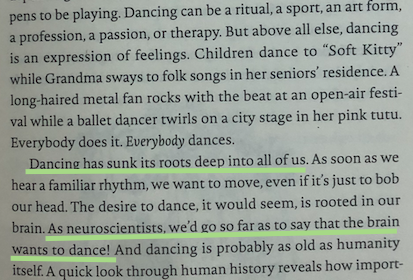 pens to be playing. Dancing can be a ritual, a sport, an art form,
a profession, a passion, or therapy. But above all else, dancing
is an expression of feelings. Children dance to “Soft Kitty”
while Grandma sways to folk songs in her seniors’ residence. A
long-haired metal fan rocks with the beat at an open-air festi-
val while a ballet dancer twirls on a city stage in her pink tutu.
Everybody does it. Everybody dances.
Dancing has sunk its roots deep into all of us. As soon as we
hear a familiar rhythm, we want to move, even if it’s just to bob
our head. The desire to dance, it would seem, is rooted in our
brain. As neuroscientists, we’d go so far as to say that the brain
wants to dance! And dancing is probably as old as humanity
itself. A quick look through human history reveals how import-